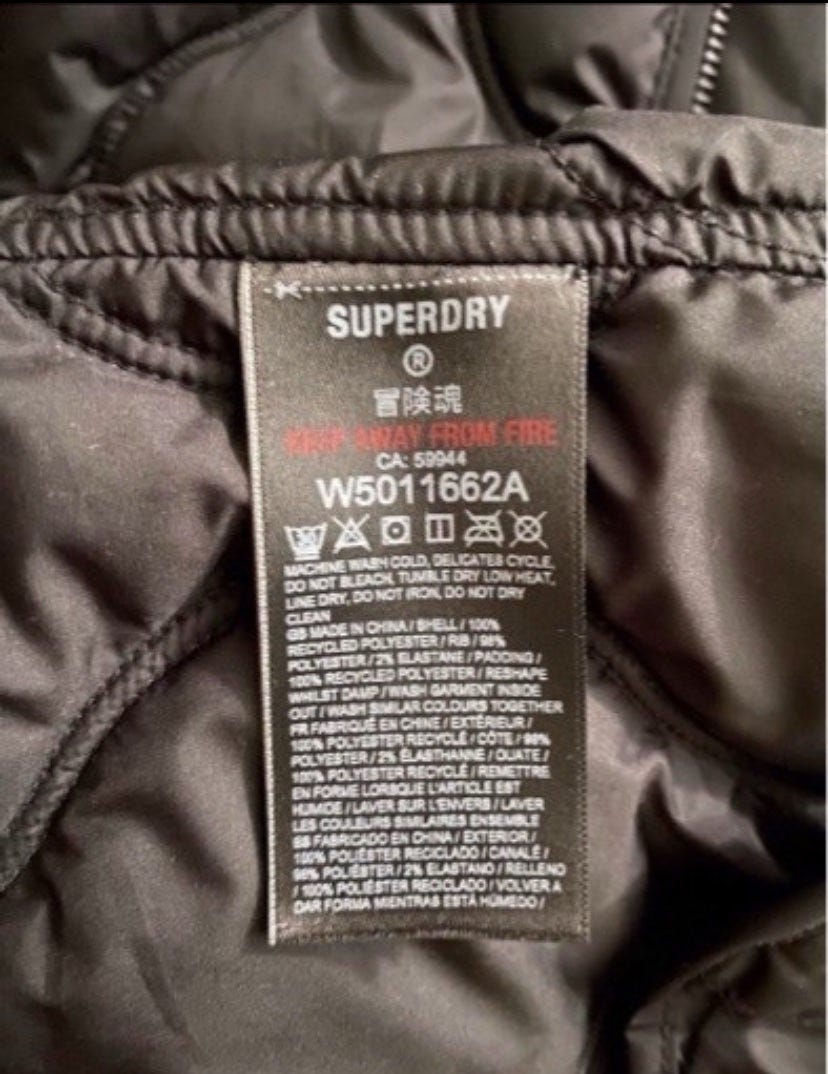 SUPERDRY
®
冒険魂
KEEP AWAY FROM FIRE
CA: 59944
W5011662A
30
MACHINE WASH COLD, DELICATES CYCLE,
DO NOT BLEACH, TUMBLE DRY LOW HEAT,
LINE DRY, DO NOT IRON, DO NOT DRY
CLEAN
GB MADE IN CHINA / SHELL / 100%
RECYCLED POLYESTER / RIB / 98%
POLYESTER / 2% ELASTANE / PADDING /
100% RECYCLED POLYESTER / RESHAPE
WHILST DAMP / WASH GARMENT INSIDE
OUT / WASH SIMILAR COLOURS TOGETHER
FR FABRIQUÉ EN CHINE / EXTÉRIEUR /
100% POLYESTER RECYCLÉ / CÔTE / 98%
POLYESTER / 2% ÉLASTHANNE / OUATE /
100% POLYESTER RECYCLÉ / REMETTRE
EN FORME LORSQUE L'ARTICLE EST
HUMIDE / LAVER SUR L'ENVERS / LAVER
LES COULEURS SIMILAIRES ENSEMBLE
ES FABRICADO EN CHINA / EXTERIOR /
100% POLIÉSTER RECICLADO / CANALÉ /
98% POLIÉSTER / 2% ELASTANO / RELLENO
/ 100% POLIÉSTER RECICLADO / VOLVER A
DAR FORMA MIENTRAS ESTÁ HÚMEDO /